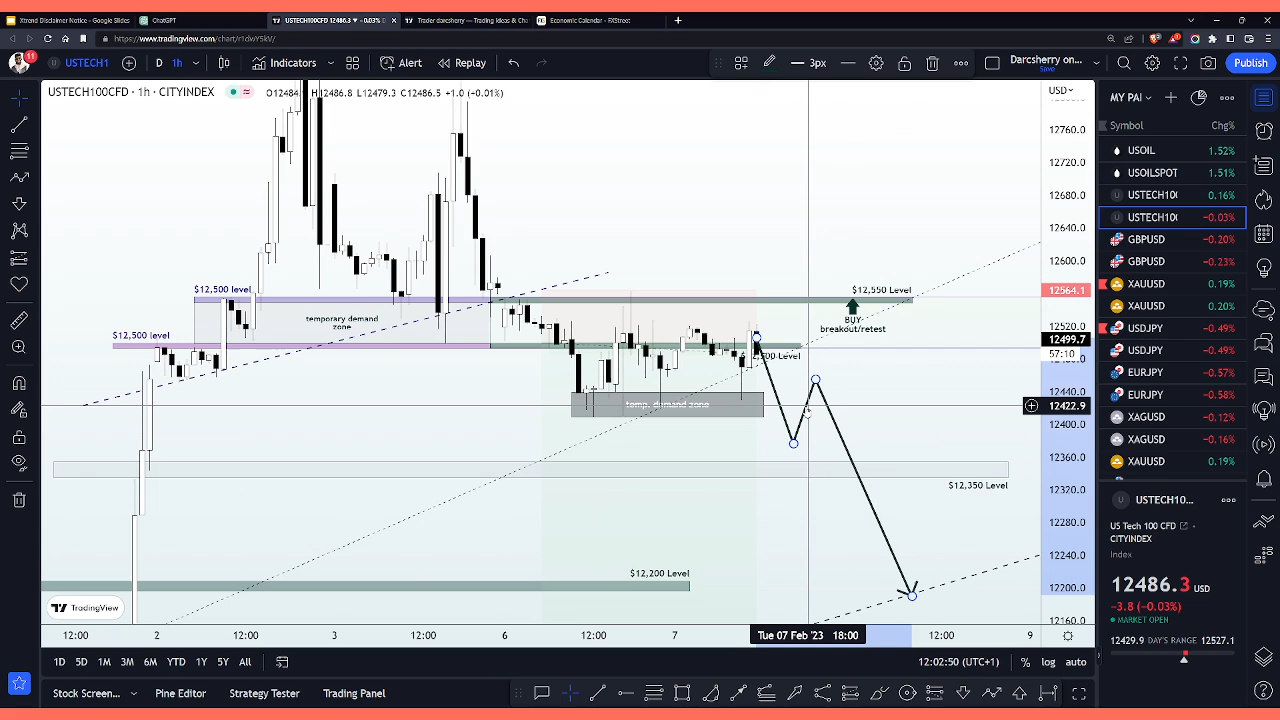 Xtrend Disclaimer Notice - Google Slides
ChatGPT
USTECH100CFD 12486.3 ▼ −0.03% D
Trader daresherry — Trading Ideas & Cha
Economic Calendar - FXStreet
https://www.tradingview.com/chart/r1dwY5kV/
11
USTECH1
D
1h
Indicators
Alert
Replay
3px
Darcsherry on...
Save
Publish
USTECH100CFD · 1h · CITYINDEX
H12486.8 L12479.3 C12486.5 +1.0 (+0.01%)
USD
12760.0
12720.0
12680.0
12640.0
12600.0
12564.1
12520.0
12499.7
57:10
12440.0
12422.9
12400.0
12360.0
12320.0
12280.0
12240.0
12200.0
12160.0
$12,500 level
temporary demand
zone
$12,500 level
$12,550 Level
BUY-
breakout/retest
temp. demand zone
$12,350 Level
$12,200 Level
TradingView
12:00
2
12:00
3
12:00
6
12:00
7
Tue 07 Feb '23 18:00
12:00
9
1D 5D 1M 3M 6M YTD 1Y 5Y All
12:02:50 (UTC+1)
% log auto
Stock Screen...
Pine Editor
Strategy Tester
Trading Panel
MY PAI
Symbol Chg%
USOIL 1.52%
USOILSPOT 1.51%
USTECH100 0.16%
USTECH100 −0.03%
GBPUSD −0.20%
GBPUSD −0.23%
XAUUSD 0.19%
XAUUSD 0.20%
USDJPY −0.49%
USDJPY −0.51%
EURJPY −0.57%
EURJPY −0.58%
XAGUSD −0.12%
XAGUSD −0.16%
XAUUSD 0.19%
USTECH10...
US Tech 100 CFD
CITYINDEX
Index
12486.3 USD
−3.8 (−0.03%)
MARKET OPEN
12429.9 DAY'S RANGE 12527.1